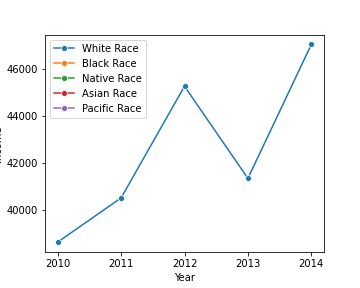 White Race
Black Race
Native Race
Asian Race
Pacific Race
46000
44000
42000
40000
2010 2011 2012 2013 2014
Year